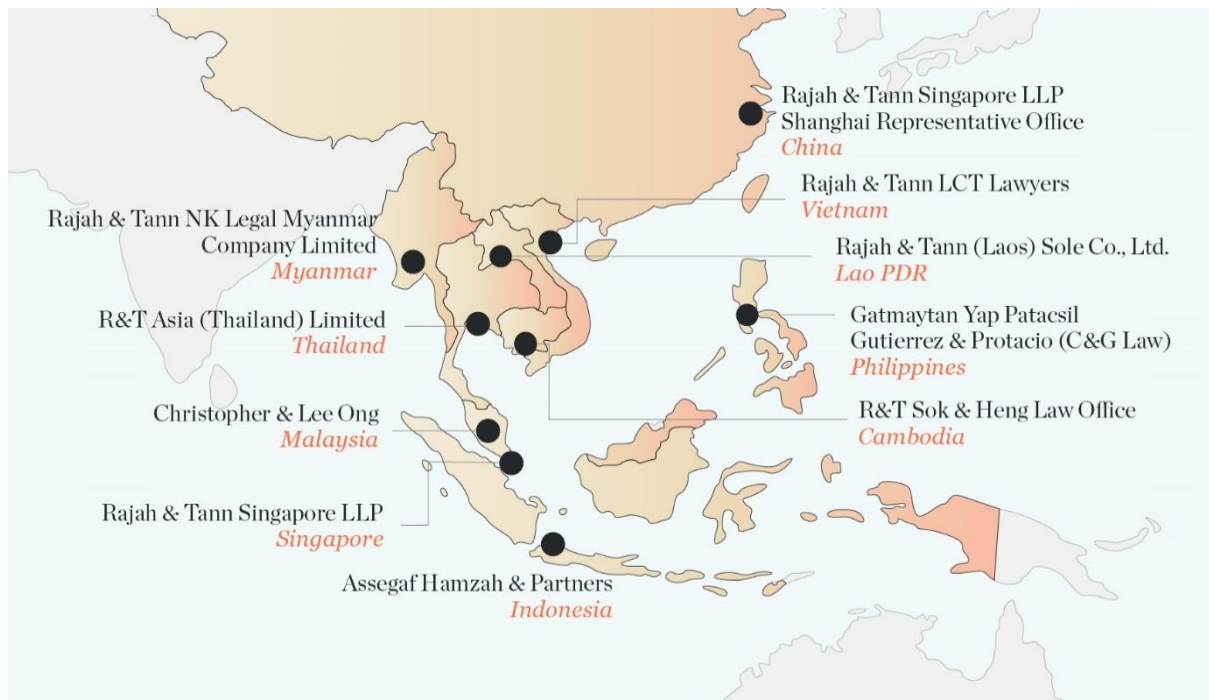 Rajah & Tann Singapore LLP
Shanghai Representative Office
China
Rajah & Tann LCT Lawyers
Vietnam
Rajah & Tann NK Legal Myanmar
Company Limited
Myanmar
Rajah & Tann (Laos) Sole Co., Ltd.
Lao PDR
R&T Asia (Thailand) Limited
Thailand
Gatmaytan Yap Patacsil
Gutierrez & Protacio (C&G Law)
Philippines
Christopher & Lee Ong
Malaysia
R&T Sok & Heng Law Office
Cambodia
Rajah & Tann Singapore LLP
Singapore
Assegaf Hamzah & Partners
Indonesia